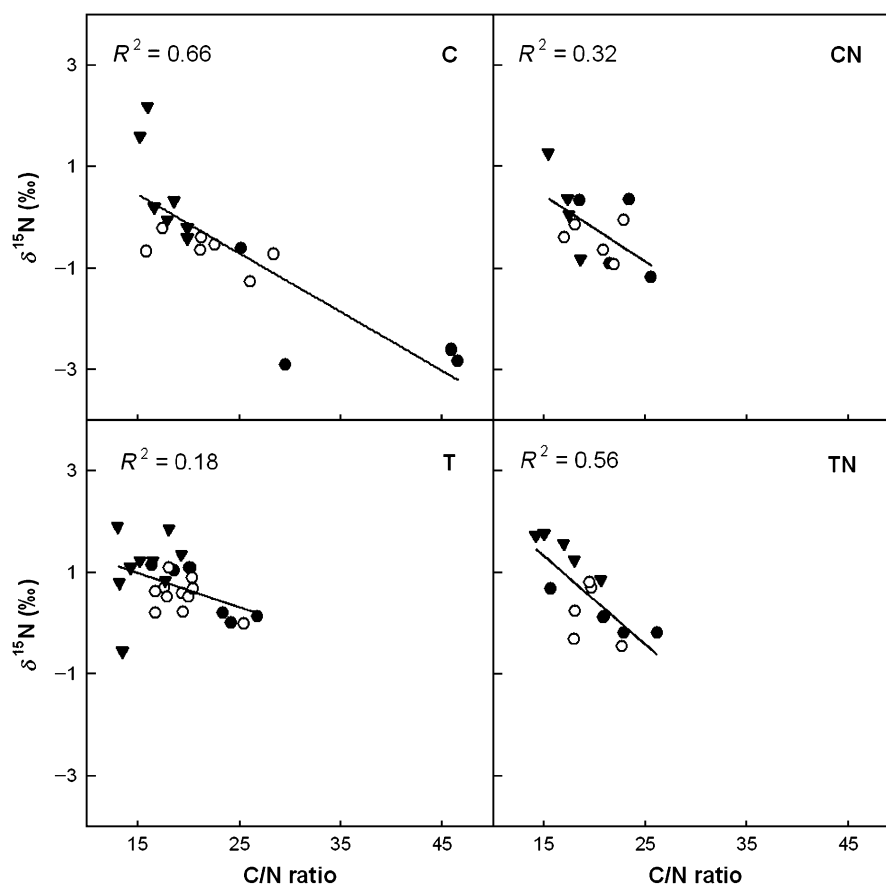 R² = 0.66 C
R² = 0.32 CN
3
1
−1
−3
δ¹⁵N (‰)
R² = 0.18 T
R² = 0.56 TN
3
1
−1
−3
δ¹⁵N (‰)
15 25 35 45
15 25 35 45
C/N ratio
C/N ratio